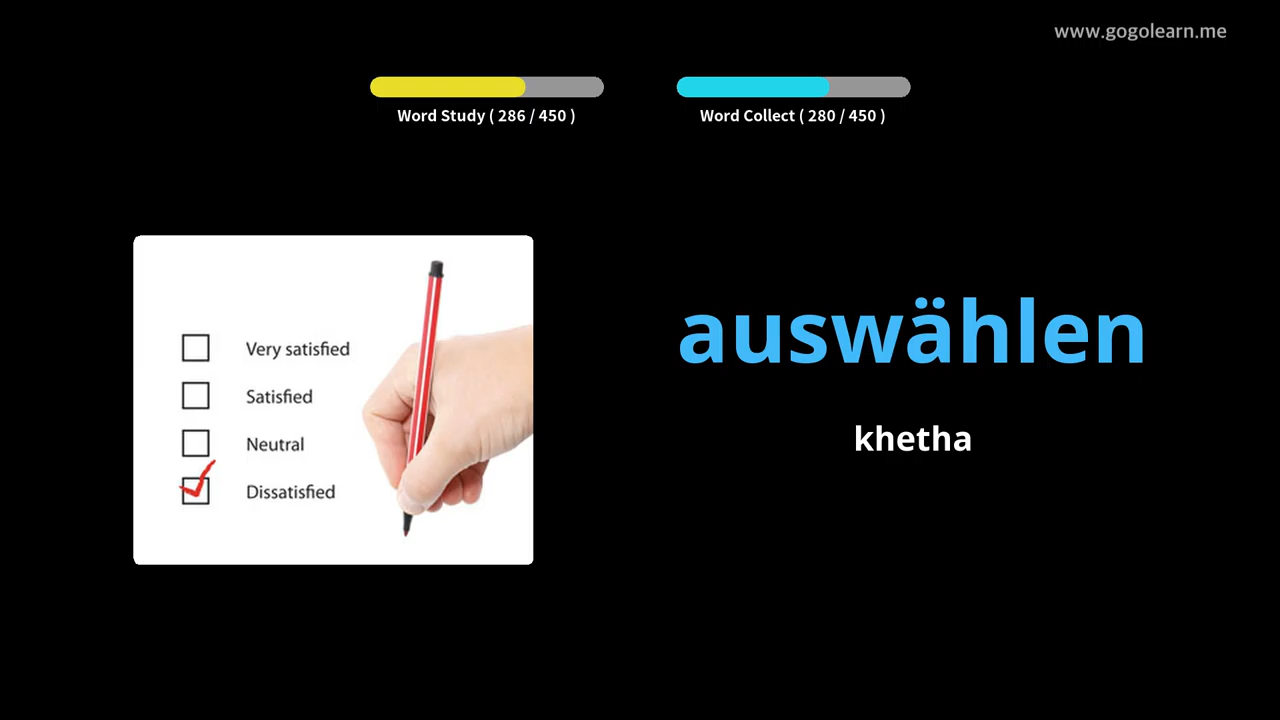 www.gogolearn.me
Word Study ( 286 / 450 )
Word Collect ( 280 / 450 )
Very satisfied
Satisfied
Neutral
Dissatisfied
auswählen
khetha